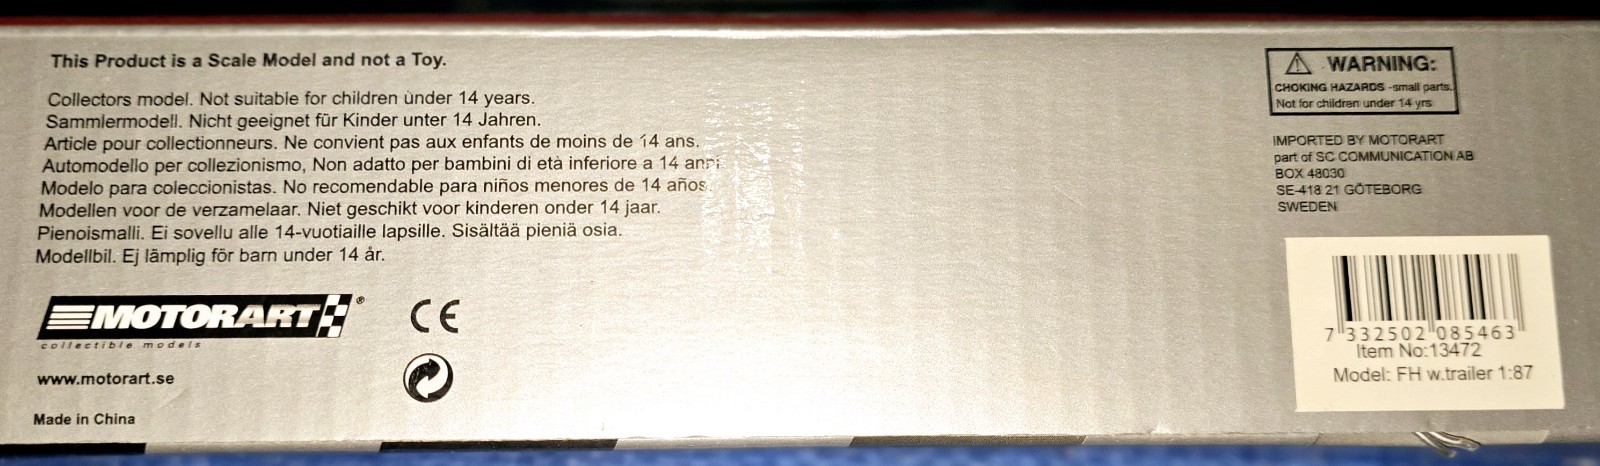 This Product is a Scale Model and not a Toy.
Collectors model. Not suitable for children under 14 years.
Sammlermodell. Nicht geeignet für Kinder unter 14 Jahren.
Article pour collectionneurs. Ne convient pas aux enfants de moins de 14 ans.
Automodello per collezionismo, Non adatto per bambini di età inferiore a 14 anni.
Modelo para coleccionistas. No recomendable para niños menores de 14 años.
Modellen voor de verzamelaar. Niet geschikt voor kinderen onder 14 jaar.
Pienoismalli. Ei sovellu alle 14-vuotiaille lapsille. Sisältää pieniä osia.
Modellbil. Ej lämplig för barn under 14 år.
MOTORART®
collectible models
CE
www.motorart.se
Made in China
WARNING:
CHOKING HAZARDS -small parts.
Not for children under 14 yrs
IMPORTED BY MOTORART
part of SC COMMUNICATION AB
BOX 48030
SE-418 21 GÖTEBORG
SWEDEN
7 332502 085463
Item No:13472
Model: FH w.trailer 1:87